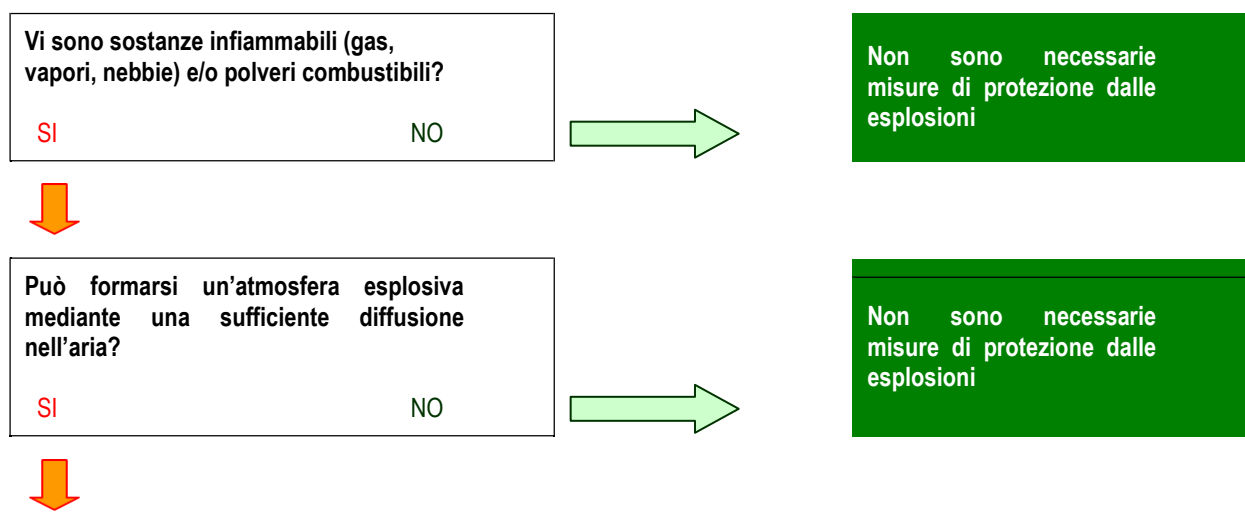 Vi sono sostanze infiammabili (gas,
vapori, nebbie) e/o polveri combustibili?
SI NO
Non sono necessarie
misure di protezione dalle
esplosioni
Può formarsi un'atmosfera esplosiva
mediante una sufficiente diffusione
nell'aria?
SI NO
Non sono necessarie
misure di protezione dalle
esplosioni